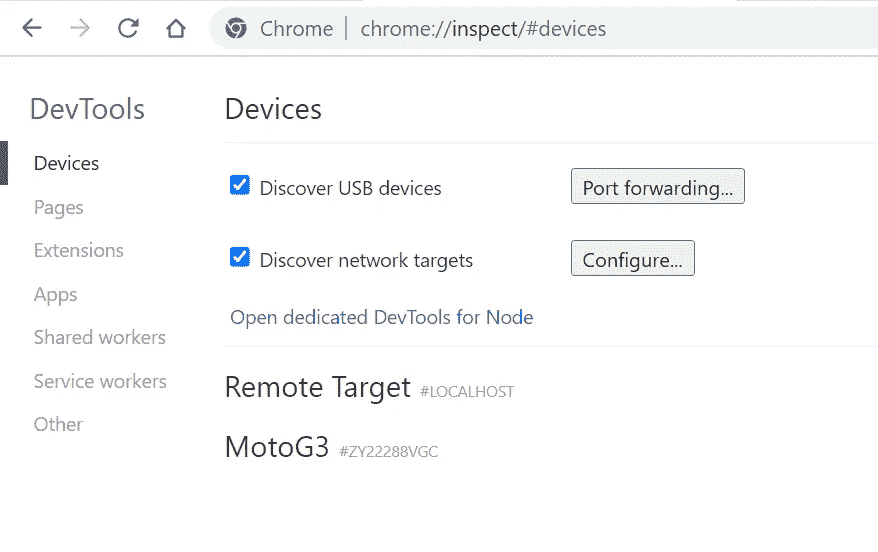 Chrome | chrome://inspect/#devices
DevTools
Devices
Pages
Extensions
Apps
Shared workers
Service workers
Other
Devices
Discover USB devices Port forwarding...
Discover network targets Configure...
Open dedicated DevTools for Node
Remote Target #LOCALHOST
MotoG3 #ZY22288VGC